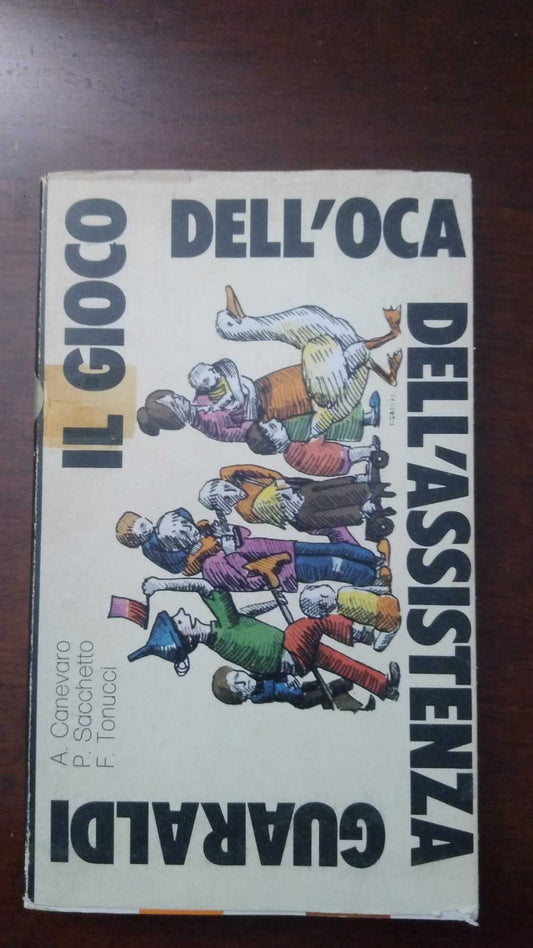 IL GIOCO
DELL'OCA
DELL'ASSISTENZA
GUARALDI
A. Canevaro
P. Sacchetto
F. Tonucci